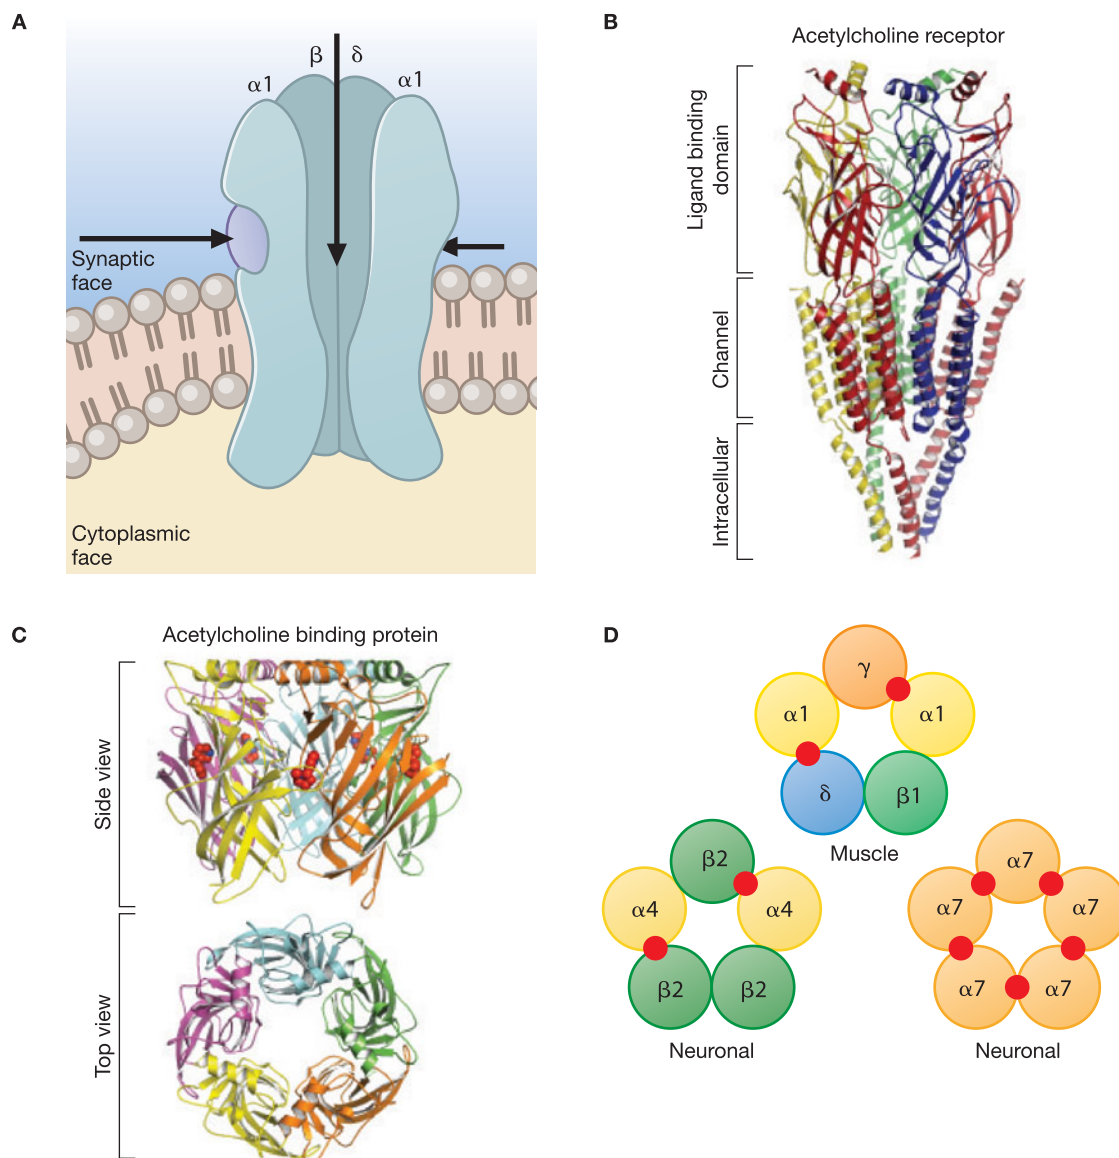 A
β
δ
α1
α1
Synaptic
face
Cytoplasmic
face
B
Acetylcholine receptor
Ligand binding
domain
Channel
Intracellular
C
Acetylcholine binding protein
Side view
Top view
D
γ
α1
α1
δ
β1
Muscle
β2
α4
α4
β2
β2
Neuronal
α7
α7
α7
α7
α7
Neuronal